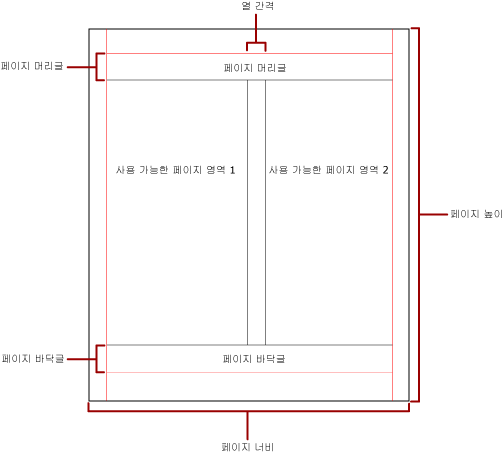 열 간격
페이지 머리글
페이지 머리글
사용 가능한 페이지 영역 1
사용 가능한 페이지 영역 2
페이지 높이
페이지 바닥글
페이지 바닥글
페이지 너비